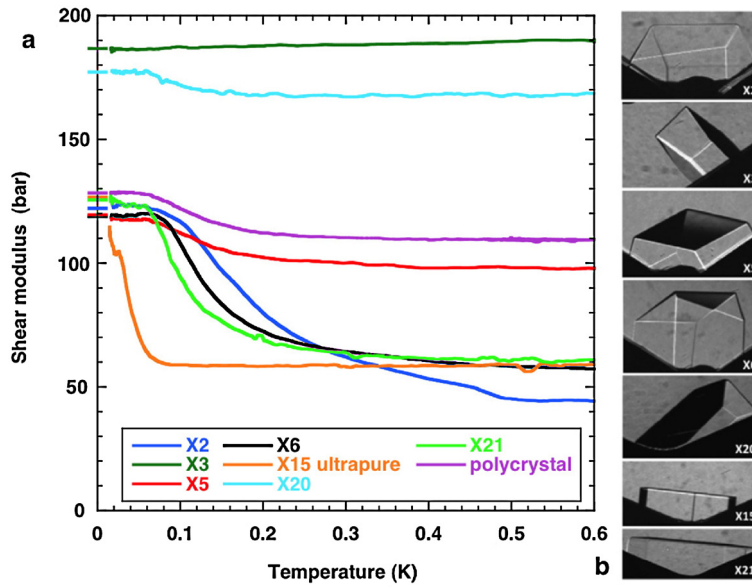 a
200
150
100
50
0
Shear modulus (bar)
X2
X6
X21
X3
X15 ultrapure
polycrystal
X5
X20
0
0.1
0.2
0.3
0.4
0.5
0.6
Temperature (K)
b
X6
X20
X15